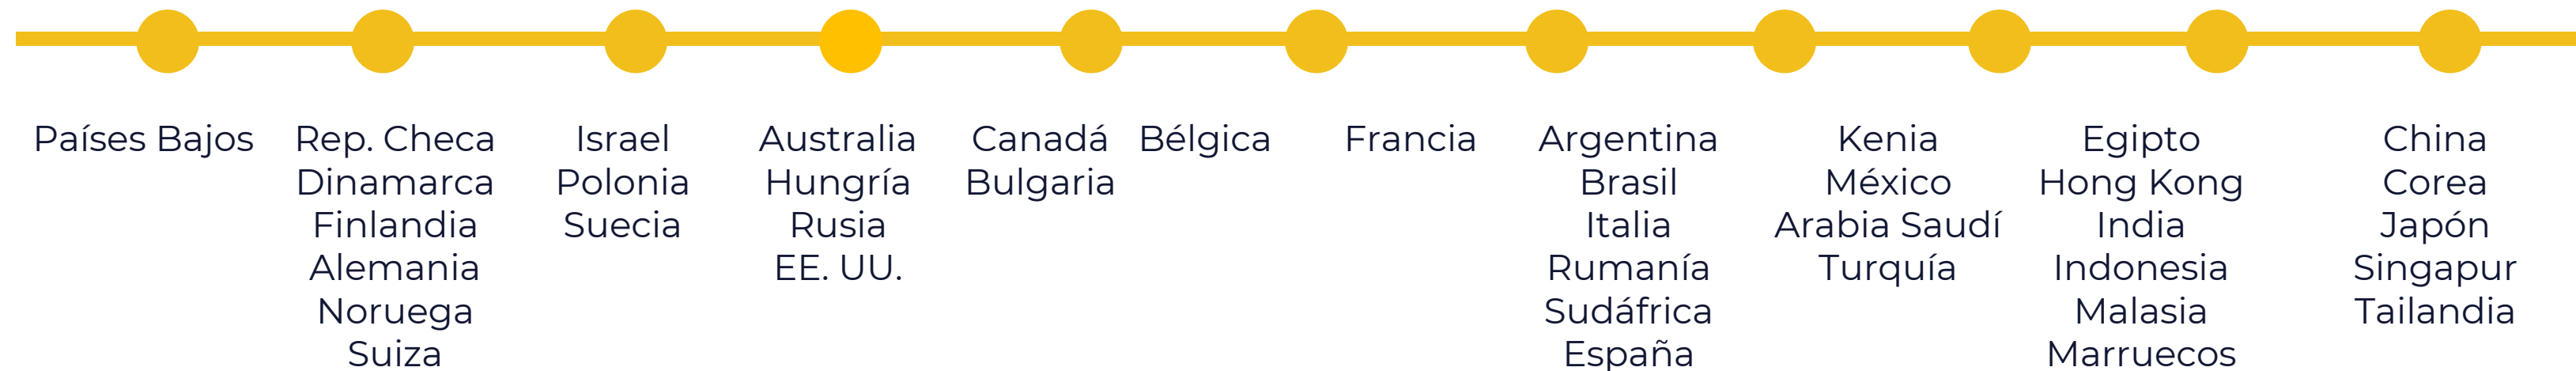 Países Bajos
Rep. Checa
Dinamarca
Finlandia
Alemania
Noruega
Suiza
Israel
Polonia
Suecia
Australia
Hungría
Rusia
EE. UU.
Canadá
Bulgaria
Bélgica
Francia
Argentina
Brasil
Italia
Rumanía
Sudáfrica
España
Kenia
México
Arabia Saudí
Turquía
Egipto
Hong Kong
India
Indonesia
Malasia
Marruecos
China
Corea
Japón
Singapur
Tailandia